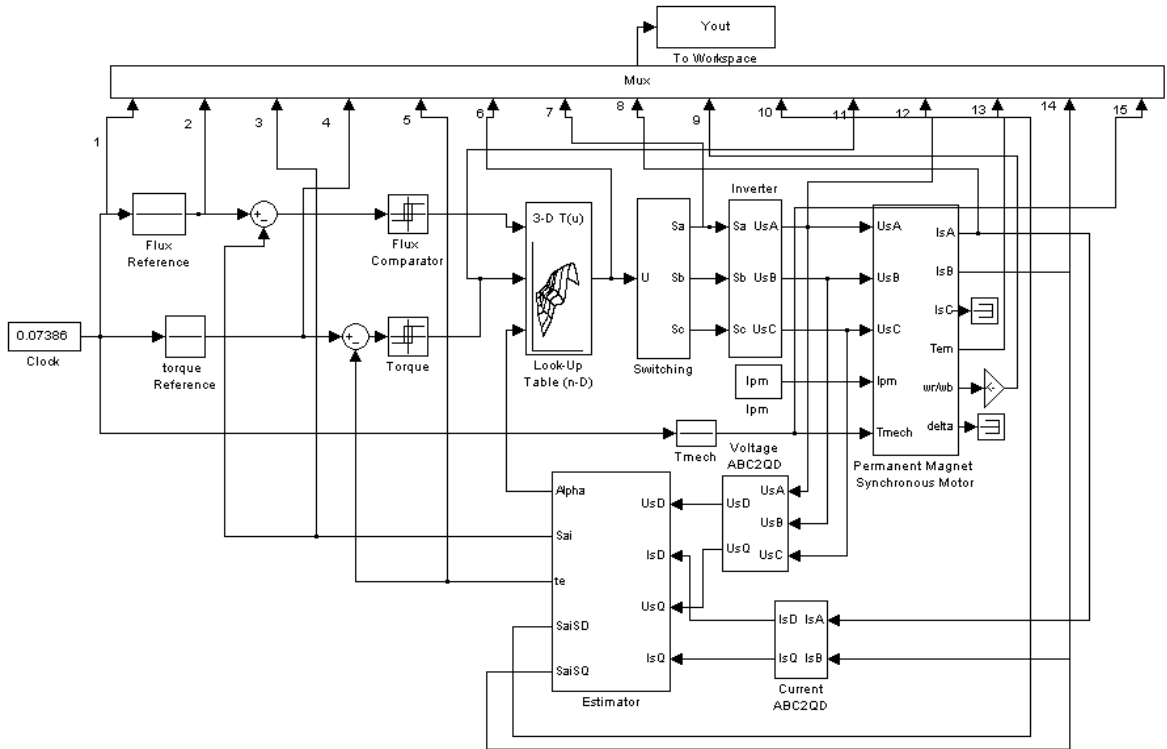 Yout
To Workspace
Mux
1
2
3
4
5
6
7
8
9
10
11
12
13
14
15
Flux
Reference
Flux
Comparator
3-D T(u)
Look-Up
Table (n-D)
U
Sa
Sb
Sc
Switching
Inverter
Sa UsA
Sb UsB
Sc UsC
UsA
UsB
UsC
Ipm
Tmech
IsA
IsB
IsC
Tem
wr/wb
delta
Permanent Magnet
Synchronous Motor
0.07386
Clock
torque
Reference
Torque
Ipm
Ipm
Tmech
Voltage
ABC2QD
UsD
UsQ
UsA
UsB
UsC
Alpha
Sai
te
SaiSD
SaiSQ
UsD
IsD
UsQ
IsQ
Estimator
IsD IsA
IsQ IsB
Current
ABC2QD